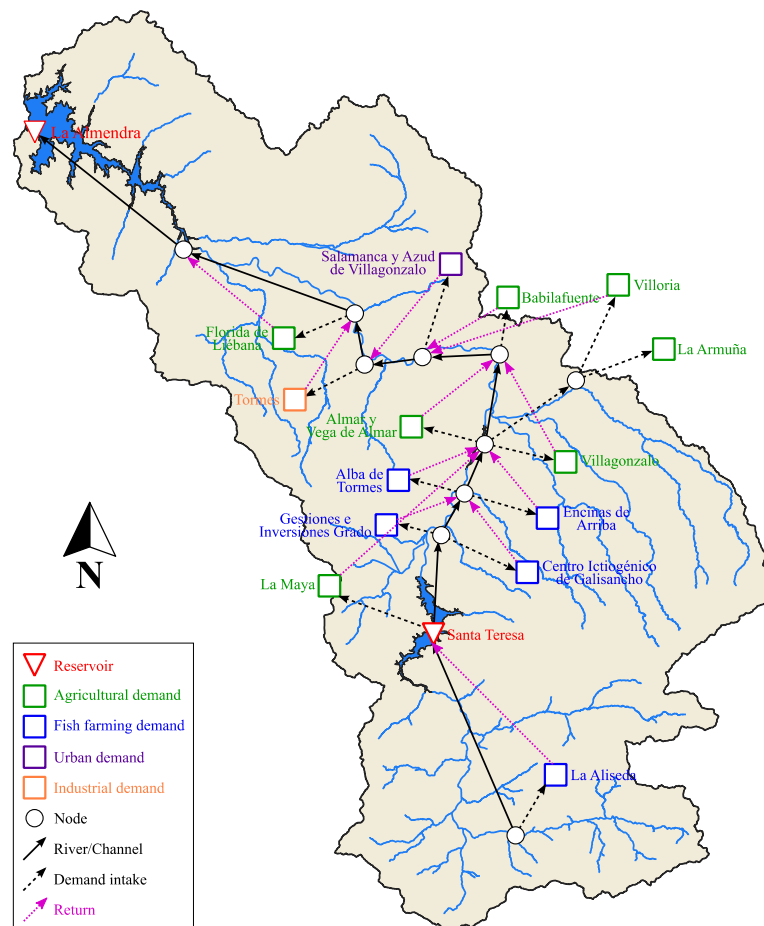 La Almendra
Salamanca y Azud
de Villagonzalo
Babilafuente
Villoria
Florida de
Liébana
La Armuña
Tormes
Almar y
Vega de Almar
Villagonzalo
Alba de
Tormes
Encinas de
Arriba
Gestiones e
Inversiones Grado
Centro Ictiogénico
de Galisancho
La Maya
N
Santa Teresa
La Aliseda
Reservoir
Agricultural demand
Fish farming demand
Urban demand
Industrial demand
Node
River/Channel
Demand intake
Return